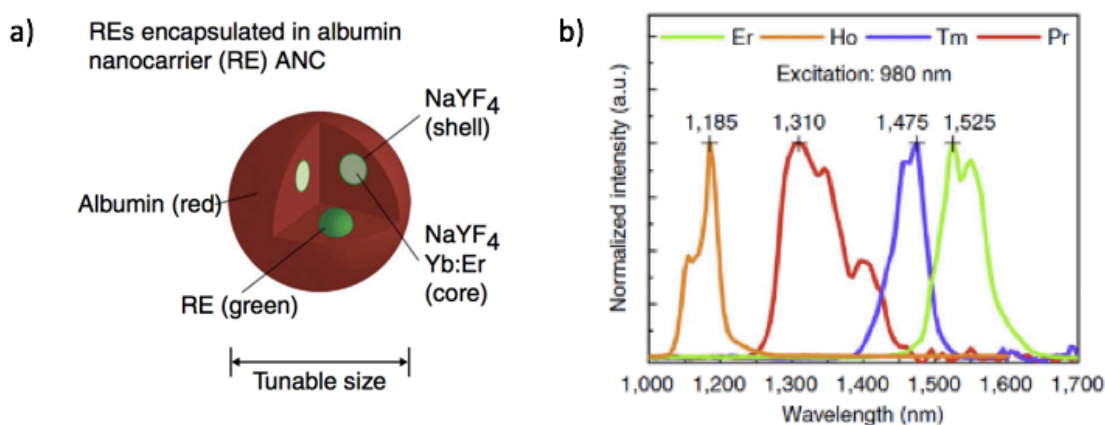 a)
REs encapsulated in albumin
nanocarrier (RE) ANC
NaYF4
(shell)
Albumin (red)
NaYF4
Yb:Er
(core)
RE (green)
Tunable size
b)
Er Ho Tm Pr
Excitation: 980 nm
1,185 1,310 1,475 1,525
Normalized intensity (a.u.)
1,000 1,200 1,300 1,400 1,500 1,600 1,700
Wavelength (nm)